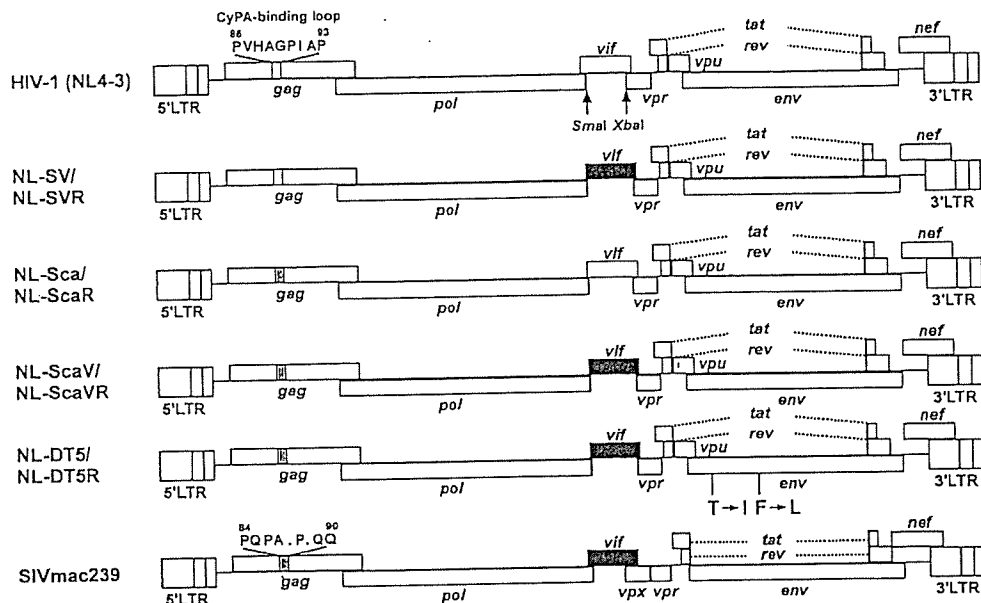 CyPA-binding loop
85 93
PVHAGPIAP
HIV-1 (NL4-3)
5'LTR
gag
pol
vif
SmaI XbaI
vpr
vpu
tat
rev
env
nef
3'LTR
NL-SV/
NL-SVR
5'LTR
gag
pol
vif
vpr
vpu
tat
rev
env
nef
3'LTR
NL-Sca/
NL-ScaR
5'LTR
gag
pol
vif
vpr
vpu
tat
rev
env
nef
3'LTR
NL-ScaV/
NL-ScaVR
5'LTR
gag
pol
vif
vpr
vpu
tat
rev
env
nef
3'LTR
NL-DT5/
NL-DT5R
5'LTR
gag
pol
vif
vpr
vpu
tat
rev
env
T→I F→L
nef
3'LTR
84 90
PQPA.P.QQ
SIVmac239
5'LTR
gag
pol
vif
vpx vpr
tat
rev
env
nef
3'LTR